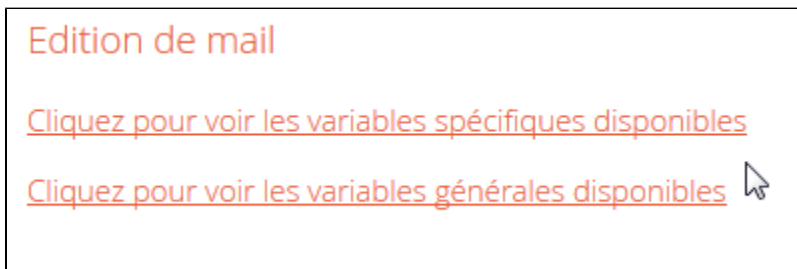 Edition de mail
Cliquez pour voir les variables spécifiques disponibles
Cliquez pour voir les variables générales disponibles